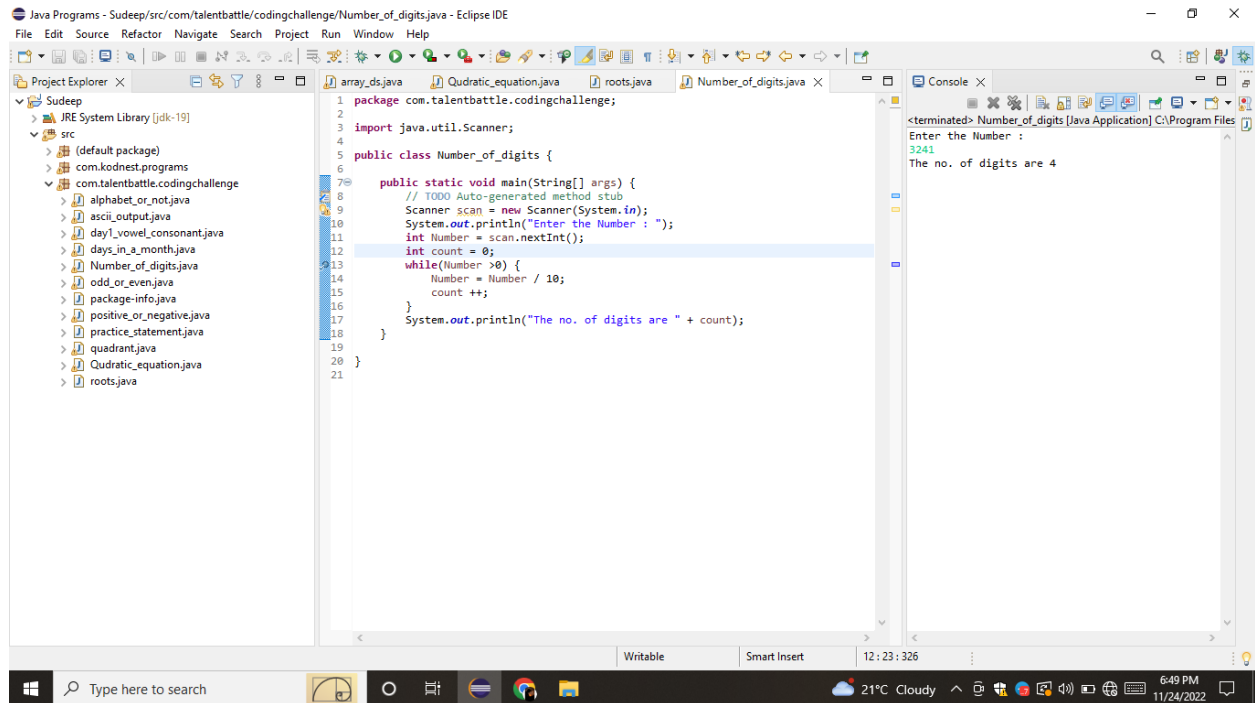 Java Programs - Sudeep/src/com/talentbattle/codingchallenge/Number_of_digits.java - Eclipse IDE
File Edit Source Refactor Navigate Search Project Run Window Help
Project Explorer
Sudeep
JRE System Library [jdk-19]
src
(default package)
com.kodnest.programs
com.talentbattle.codingchallenge
alphabet_or_not.java
ascii_output.java
day1_vowel_consonant.java
days_in_a_month.java
Number_of_digits.java
odd_or_even.java
package-info.java
positive_or_negative.java
practice_statement.java
quadrant.java
Qudratic_equation.java
roots.java
array_ds.java Qudratic_equation.java roots.java Number_of_digits.java
1 package com.talentbattle.codingchallenge;
2
3 import java.util.Scanner;
4
5 public class Number_of_digits {
6
7 public static void main(String[] args) {
8 // TODO Auto-generated method stub
9 Scanner scan = new Scanner(System.in);
10 System.out.println("Enter the Number : ");
11 int Number = scan.nextInt();
12 int count = 0;
13 while(Number >0) {
14 Number = Number / 10;
15 count ++;
16 }
17 System.out.println("The no. of digits are " + count);
18 }
19
20 }
21
Console
<terminated> Number_of_digits [Java Application] C:\Program Files
Enter the Number :
3241
The no. of digits are 4
Writable Smart Insert 12 : 23 : 326
Type here to search
21°C Cloudy
6:49 PM
11/24/2022